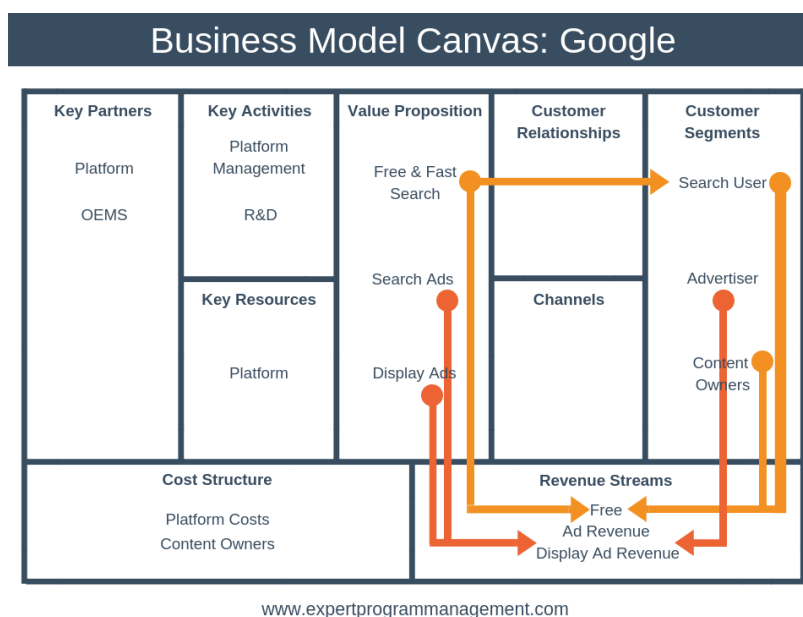 Business Model Canvas: Google
Key Partners
Platform
OEMS
Key Activities
Platform
Management
R&D
Key Resources
Platform
Value Proposition
Free & Fast
Search
Search Ads
Display Ads
Customer
Relationships
Channels
Customer
Segments
Search User
Advertiser
Content
Owners
Cost Structure
Platform Costs
Content Owners
Revenue Streams
Free
Ad Revenue
Display Ad Revenue
www.expertprogrammanagement.com